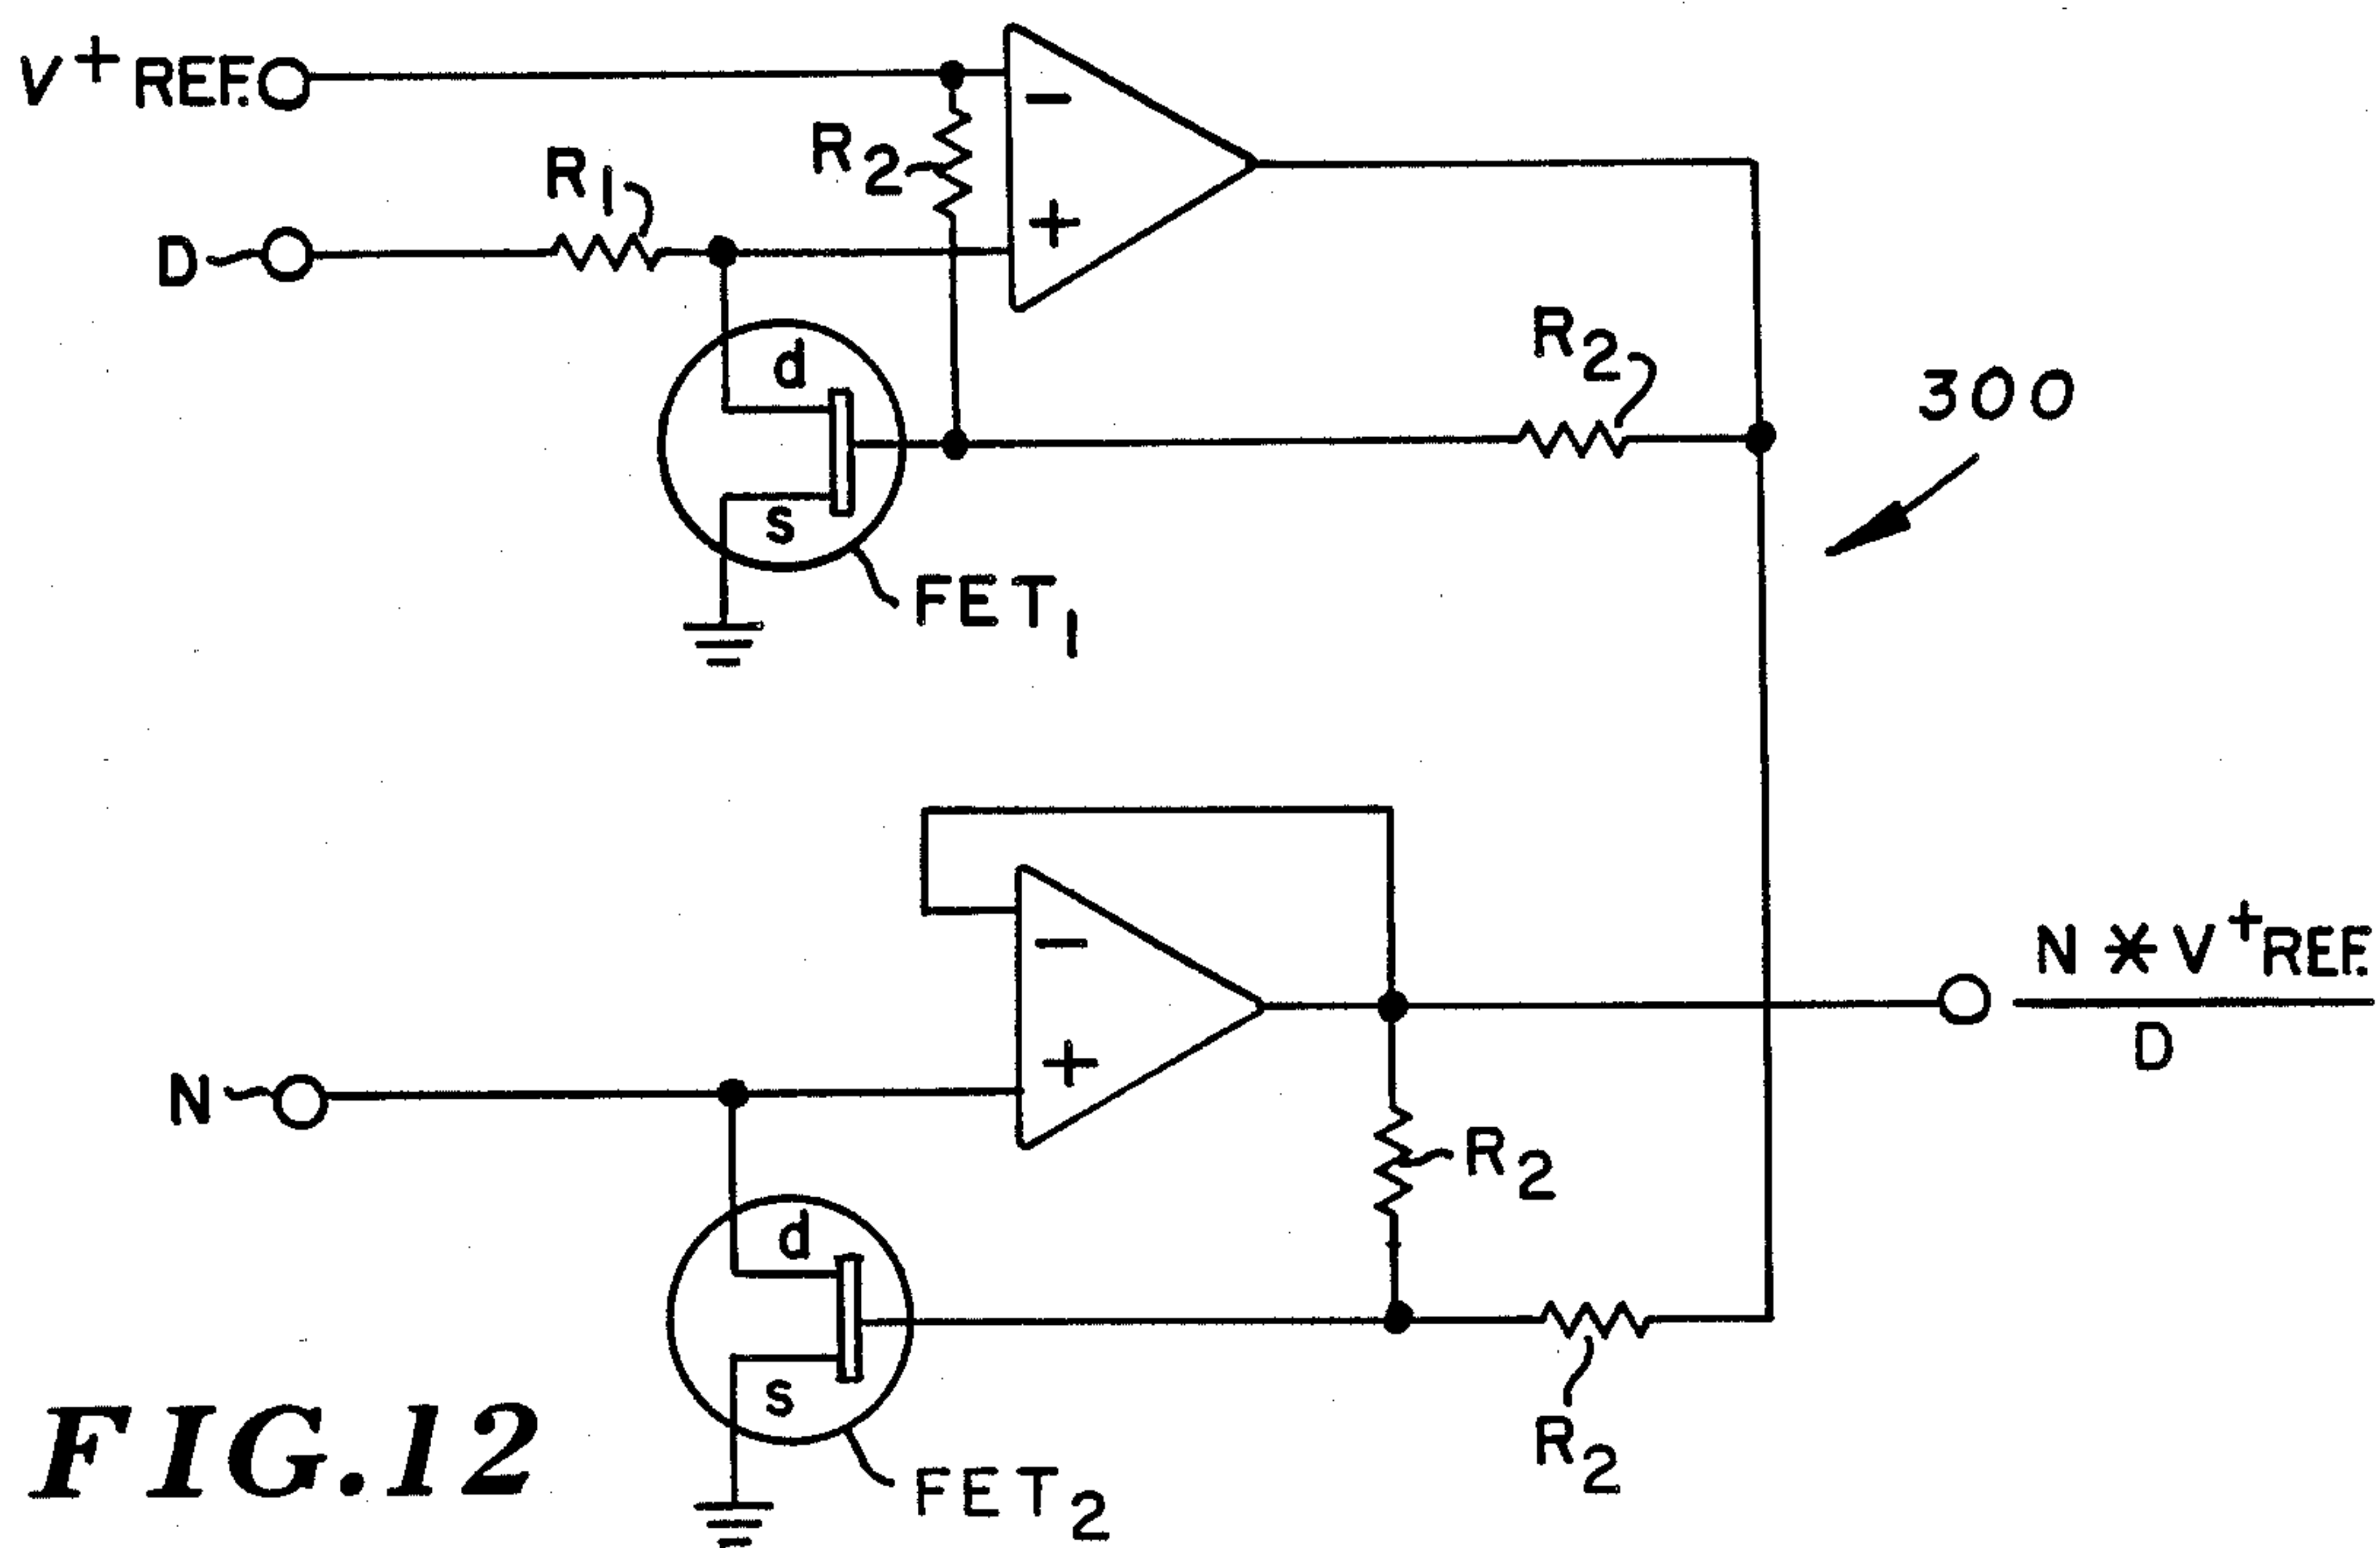 V⁺REF.
−
R₂
R₁
D
+
R₂
d
300
s
FET₁
−
N * V⁺REF.
D
+
N
R₂
d
s
R₂
FET₂
FIG.12